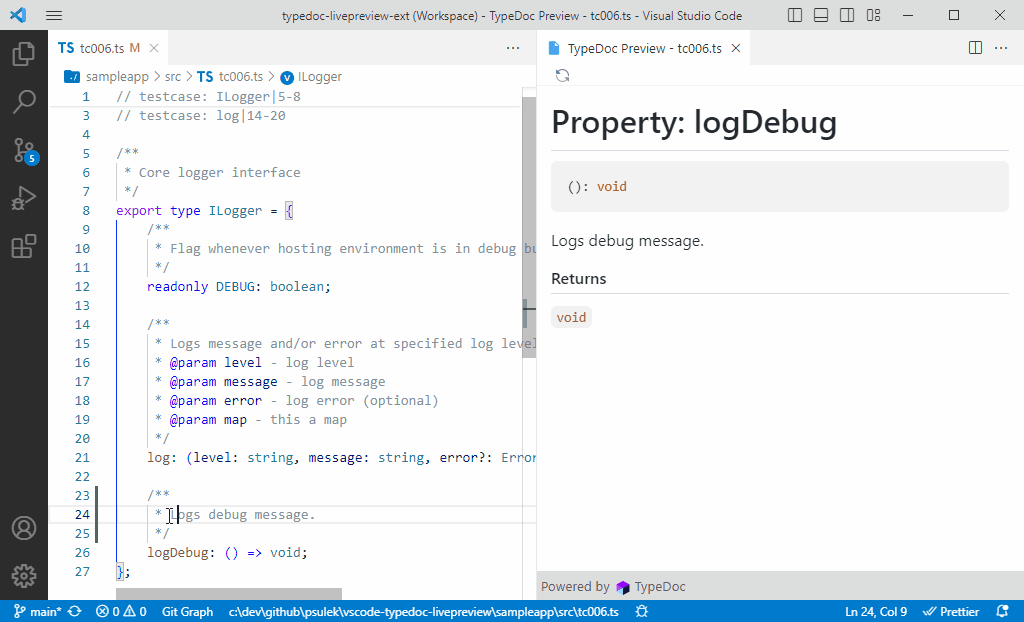 typedoc-livepreview-ext (Workspace) - TypeDoc Preview - tc006.ts - Visual Studio Code
TS tc006.ts M
sampleapp > src > TS tc006.ts > ILogger
1 // testcase: ILogger|5-8
3 // testcase: log|14-20
4
5 /**
6 * Core logger interface
7 */
8 export type ILogger = {
9 /**
10 * Flag whenever hosting environment is in debug bu
11 */
12 readonly DEBUG: boolean;
13
14 /**
15 * Logs message and/or error at specified log level
16 * @param level - log level
17 * @param message - log message
18 * @param error - log error (optional)
19 * @param map - this a map
20 */
21 log: (level: string, message: string, error?: Error
22
23 /**
24 * Logs debug message.
25 */
26 logDebug: () => void;
27 };
5
TypeDoc Preview - tc006.ts
Property: logDebug
(): void
Logs debug message.
Returns
void
Powered by TypeDoc
main* 0 0 Git Graph c:\dev\github\psulek\vscode-typedoc-livepreview\sampleapp\src\tc006.ts Ln 24, Col 9 Prettier